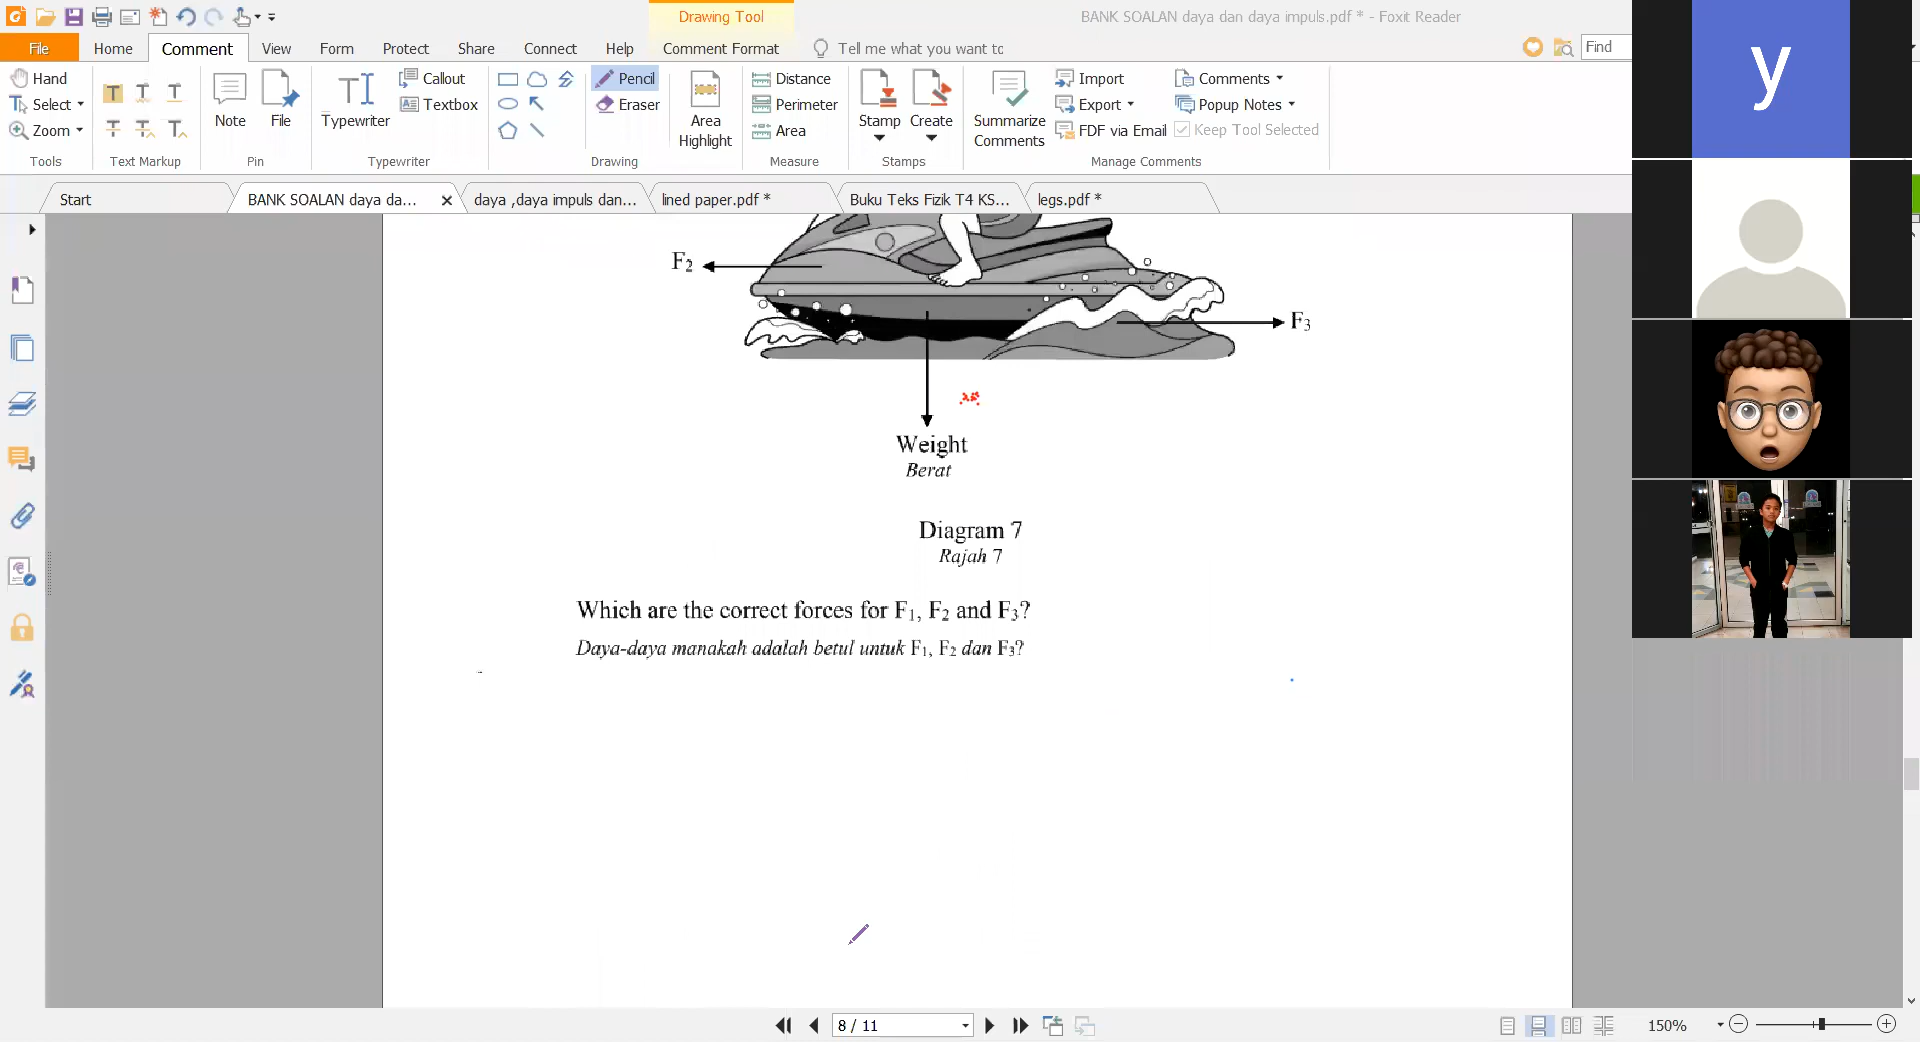 Drawing Tool
BANK SOALAN daya dan daya impuls.pdf * - Foxit Reader
File
Home
Comment
View
Form
Protect
Share
Connect
Help
Comment Format
Tell me what you want to
Find
Hand
Select
Zoom
Tools
Text Markup
Note
File
Pin
Typewriter
Callout
Textbox
Typewriter
Pencil
Eraser
Drawing
Area
Highlight
Distance
Perimeter
Area
Measure
Stamp
Create
Stamps
Summarize
Comments
Import
Export
FDF via Email
Comments
Popup Notes
Keep Tool Selected
Manage Comments
Start
BANK SOALAN daya da...
daya ,daya impuls dan...
lined paper.pdf *
Buku Teks Fizik T4 KS...
legs.pdf *
y
F₂
F₃
Weight
Berat
Diagram 7
Rajah 7
Which are the correct forces for F₁, F₂ and F₃?
Daya-daya manakah adalah betul untuk F₁, F₂ dan F₃?
8 / 11
150%